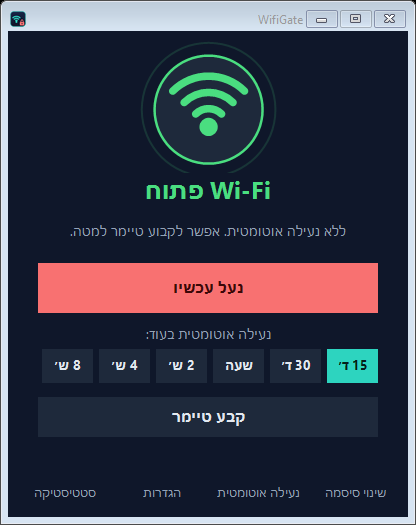 WifiGate
Wi-Fi פתוח
ללא נעילה אוטומטית. אפשר לקבוע טיימר למטה.
נעל עכשיו
נעילה אוטומטית בעוד:
15 ד׳ 30 ד׳ שעה 2 ש׳ 4 ש׳ 8 ש׳
קבע טיימר
שינוי סיסמה נעילה אוטומטית הגדרות סטטיסטיקה